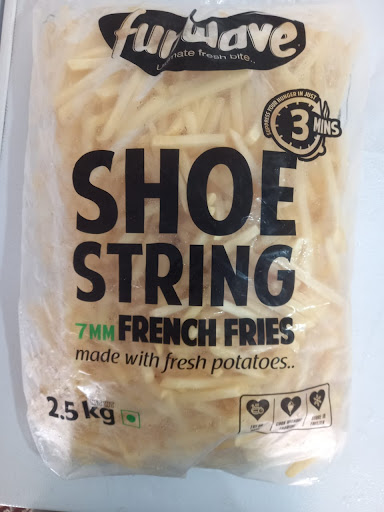 funwave
Ultimate fresh bite..
3
MINS
SHOE
STRING
7MM FRENCH FRIES
made with fresh potatoes..
2.5 kg